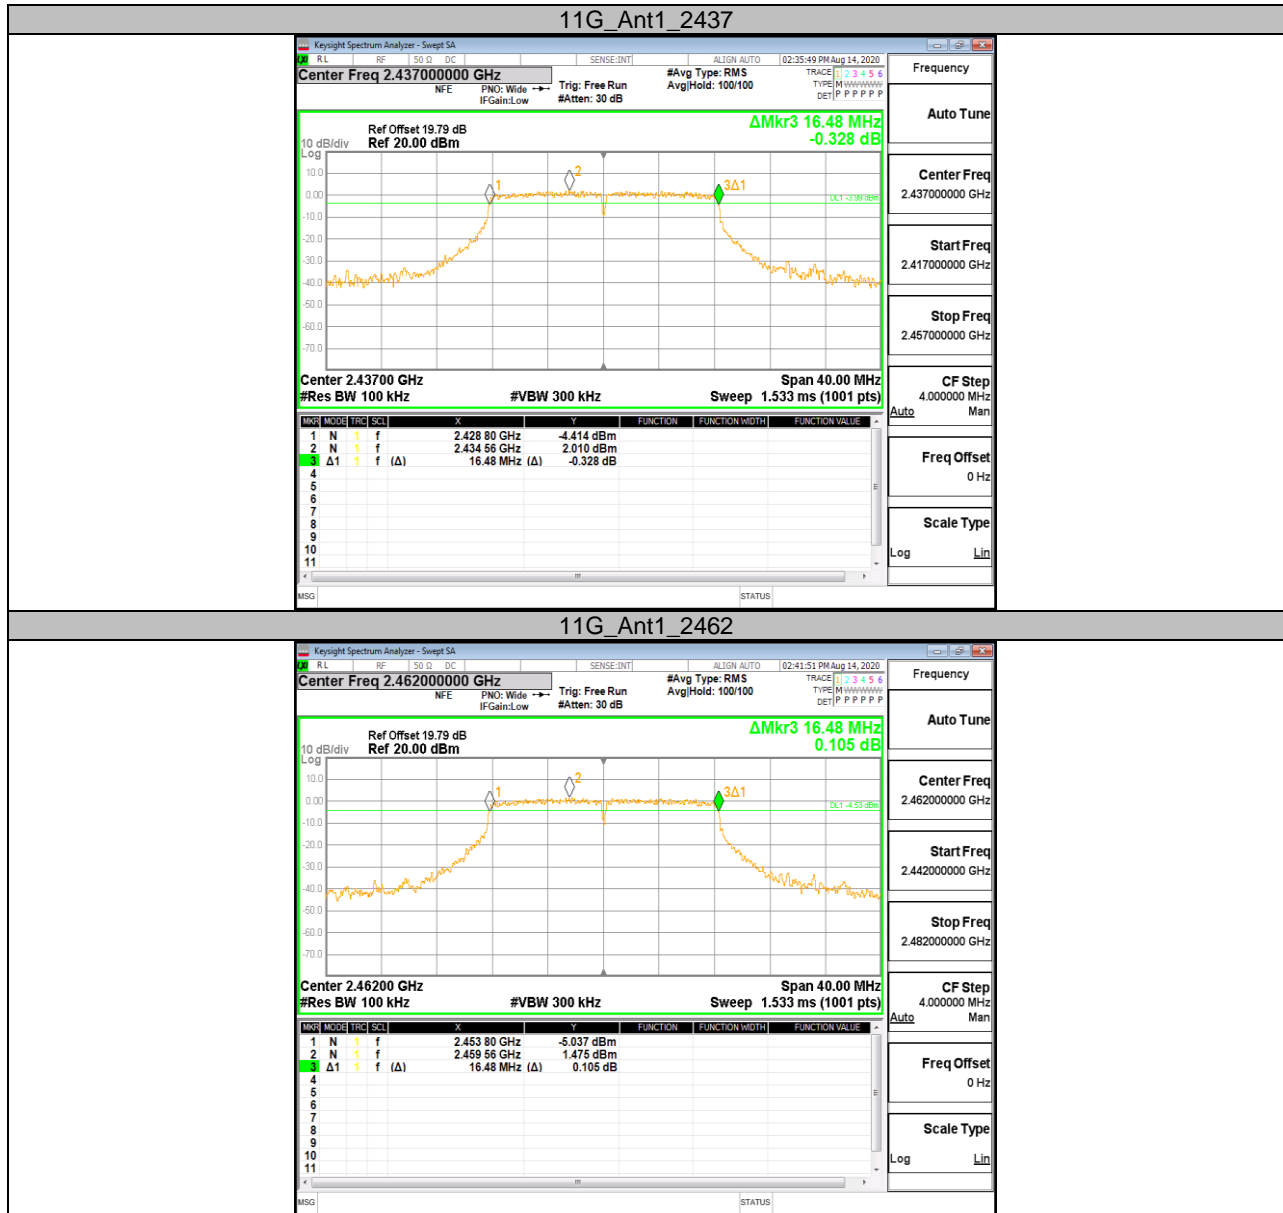 11G_Ant1_2437
Keysight Spectrum Analyzer - Swept SA
LXI RL RF 50 Ω DC SENSE:INT ALIGN AUTO 02:35:49 PM Aug 14, 2020
Center Freq 2.437000000 GHz
NFE PNO: Wide Trig: Free Run #Avg Type: RMS TRACE 1 2 3 4 5 6
IFGain:Low #Atten: 30 dB Avg|Hold: 100/100 TYPE M WWWWW
DET P P P P P P
Frequency
Auto Tune
ΔMkr3 16.48 MHz
-0.328 dB
Ref Offset 19.79 dB
10 dB/div Ref 20.00 dBm
Log
10.0
0.00
-10.0
-20.0
-30.0
-40.0
-50.0
-60.0
-70.0
1
2
3Δ1
DL1 -3.99 dBm
Center Freq
2.437000000 GHz
Start Freq
2.417000000 GHz
Stop Freq
2.457000000 GHz
Center 2.43700 GHz Span 40.00 MHz
#Res BW 100 kHz #VBW 300 kHz Sweep 1.533 ms (1001 pts)
CF Step
4.000000 MHz
Auto Man
MKR MODE TRC SCL X Y FUNCTION FUNCTION WIDTH FUNCTION VALUE
1 N 1 f 2.428 80 GHz -4.414 dBm
2 N 1 f 2.434 56 GHz 2.010 dBm
3 Δ1 1 f (Δ) 16.48 MHz (Δ) -0.328 dB
4
5
6
7
8
9
10
11
Freq Offset
0 Hz
Scale Type
Log Lin
MSG STATUS
11G_Ant1_2462
Keysight Spectrum Analyzer - Swept SA
LXI RL RF 50 Ω DC SENSE:INT ALIGN AUTO 02:41:51 PM Aug 14, 2020
Center Freq 2.462000000 GHz
NFE PNO: Wide Trig: Free Run #Avg Type: RMS TRACE 1 2 3 4 5 6
IFGain:Low #Atten: 30 dB Avg|Hold: 100/100 TYPE M WWWWW
DET P P P P P P
Frequency
Auto Tune
ΔMkr3 16.48 MHz
0.105 dB
Ref Offset 19.79 dB
10 dB/div Ref 20.00 dBm
Log
10.0
0.00
-10.0
-20.0
-30.0
-40.0
-50.0
-60.0
-70.0
1
2
3Δ1
DL1 -4.53 dBm
Center Freq
2.462000000 GHz
Start Freq
2.442000000 GHz
Stop Freq
2.482000000 GHz
Center 2.46200 GHz Span 40.00 MHz
#Res BW 100 kHz #VBW 300 kHz Sweep 1.533 ms (1001 pts)
CF Step
4.000000 MHz
Auto Man
MKR MODE TRC SCL X Y FUNCTION FUNCTION WIDTH FUNCTION VALUE
1 N 1 f 2.453 80 GHz -5.037 dBm
2 N 1 f 2.459 56 GHz 1.475 dBm
3 Δ1 1 f (Δ) 16.48 MHz (Δ) 0.105 dB
4
5
6
7
8
9
10
11
Freq Offset
0 Hz
Scale Type
Log Lin
MSG STATUS